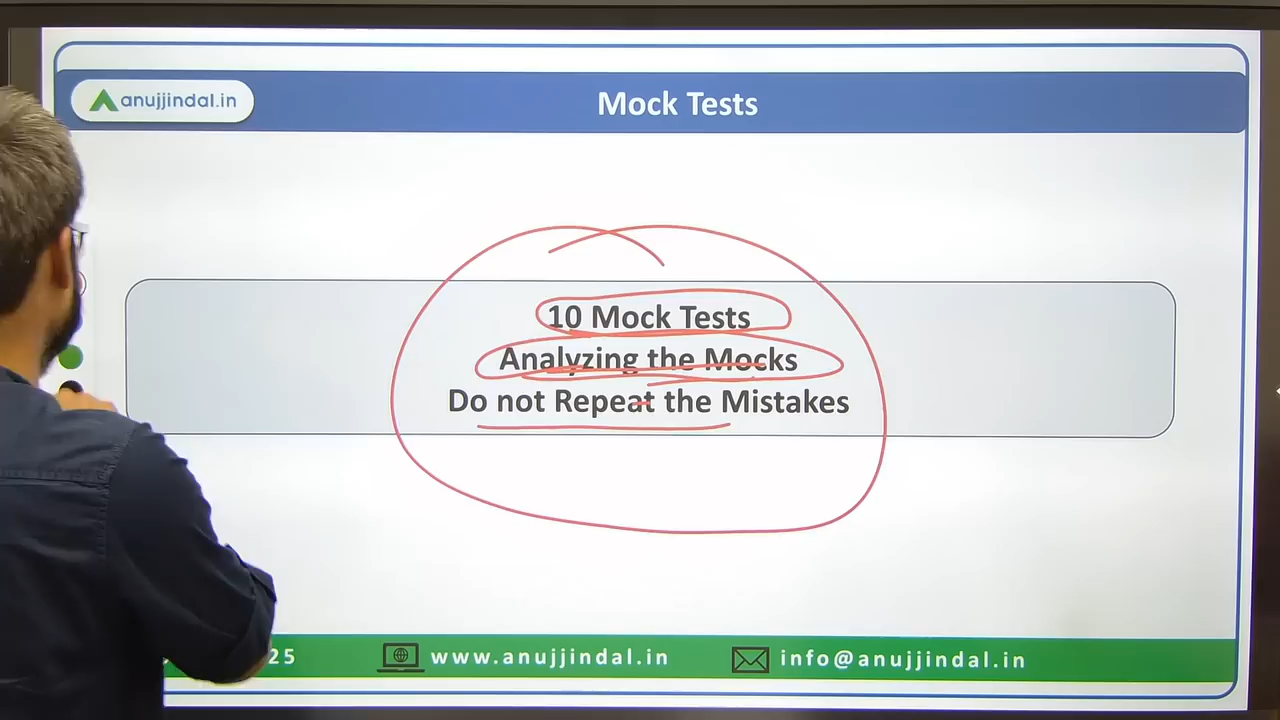 anujjindal.in
Mock Tests
10 Mock Tests
Analyzing the Mocks
Do not Repeat the Mistakes
25
www.anujjindal.in
info@anujjindal.in